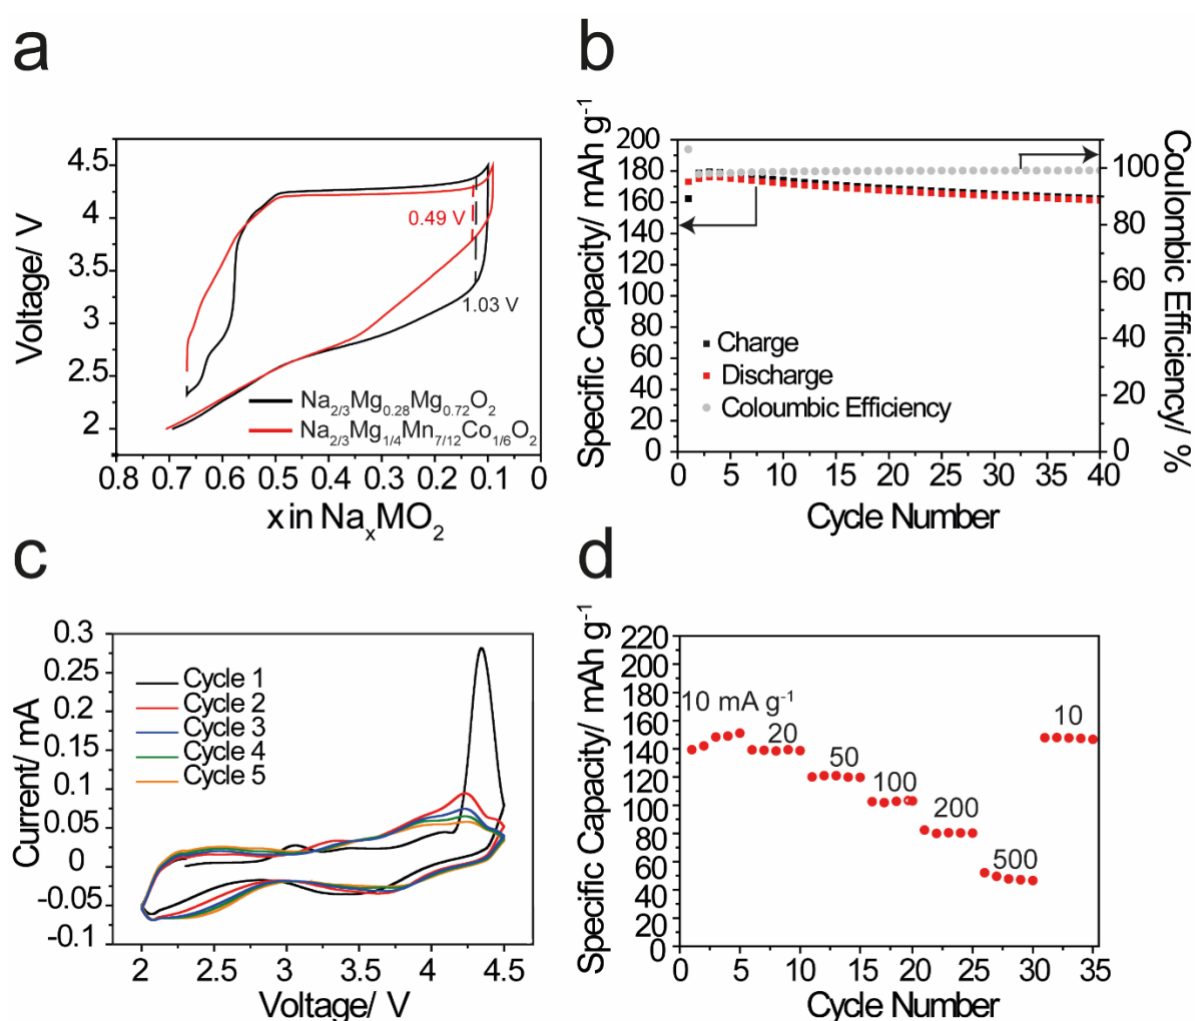 a
4.5
4
3.5
3
2.5
2
Voltage/ V
0.49 V
1.03 V
Na2/3Mg0.28Mg0.72O2
Na2/3Mg1/4Mn7/12Co1/6O2
0.8 0.7 0.6 0.5 0.4 0.3 0.2 0.1 0
x in NaxMO2
b
Specific Capacity/ mAh g-1
200
180
160
140
120
100
80
60
40
20
0
Charge
Discharge
Coloumbic Efficiency
100
80
60
40
20
0
Coulombic Efficiency/ %
0 5 10 15 20 25 30 35 40
Cycle Number
c
0.3
0.25
0.2
0.15
0.1
0.05
0
-0.05
-0.1
Current/ mA
Cycle 1
Cycle 2
Cycle 3
Cycle 4
Cycle 5
2 2.5 3 3.5 4 4.5
Voltage/ V
d
Specific Capacity/ mAh g-1
220
200
180
160
140
120
100
80
60
40
20
0
10 mA g-1
20
50
100
200
500
10
0 5 10 15 20 25 30 35
Cycle Number